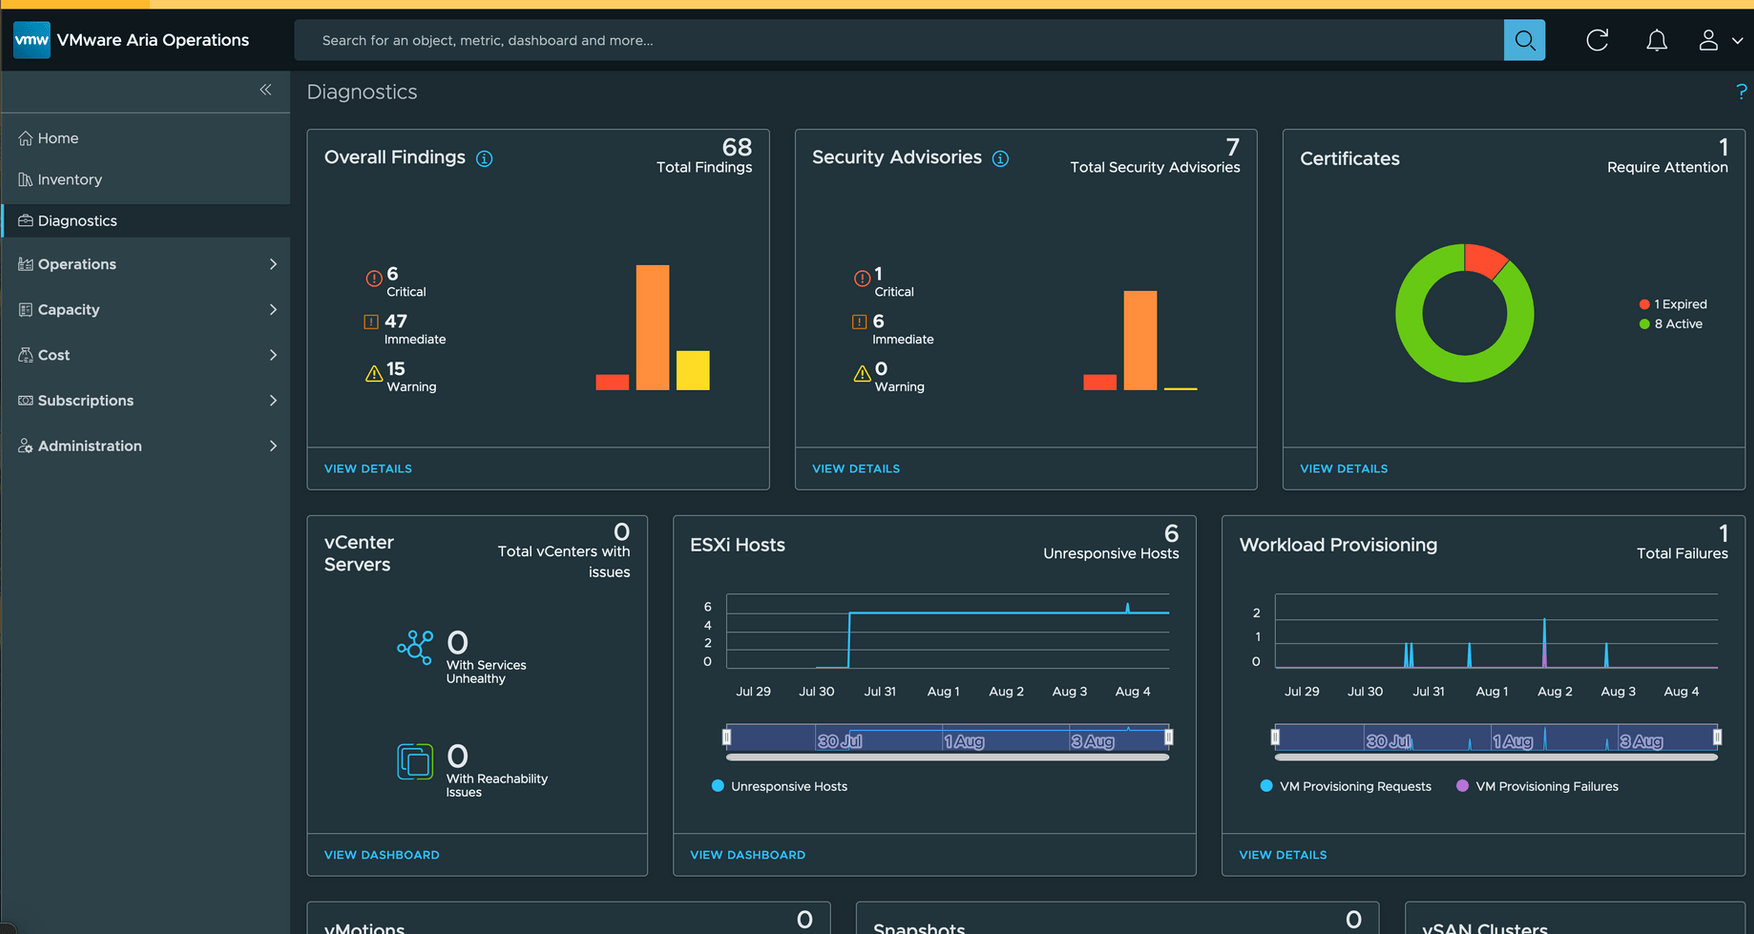 vmw VMware Aria Operations
Search for an object, metric, dashboard and more...
Diagnostics
?
Home
Inventory
Diagnostics
Operations
Capacity
Cost
Subscriptions
Administration
Overall Findings
68
Total Findings
6
Critical
47
Immediate
15
Warning
VIEW DETAILS
Security Advisories
7
Total Security Advisories
1
Critical
6
Immediate
0
Warning
VIEW DETAILS
Certificates
1
Require Attention
1 Expired
8 Active
VIEW DETAILS
vCenter
Servers
0
Total vCenters with
issues
0
With Services
Unhealthy
0
With Reachability
Issues
VIEW DASHBOARD
ESXi Hosts
6
Unresponsive Hosts
6
4
2
0
Jul 29 Jul 30 Jul 31 Aug 1 Aug 2 Aug 3 Aug 4
30 Jul 1 Aug 3 Aug
Unresponsive Hosts
VIEW DASHBOARD
Workload Provisioning
1
Total Failures
2
1
0
Jul 29 Jul 30 Jul 31 Aug 1 Aug 2 Aug 3 Aug 4
30 Jul 1 Aug 3 Aug
VM Provisioning Requests VM Provisioning Failures
VIEW DETAILS
vMotions
0
Snapshots
0
vSAN Clusters